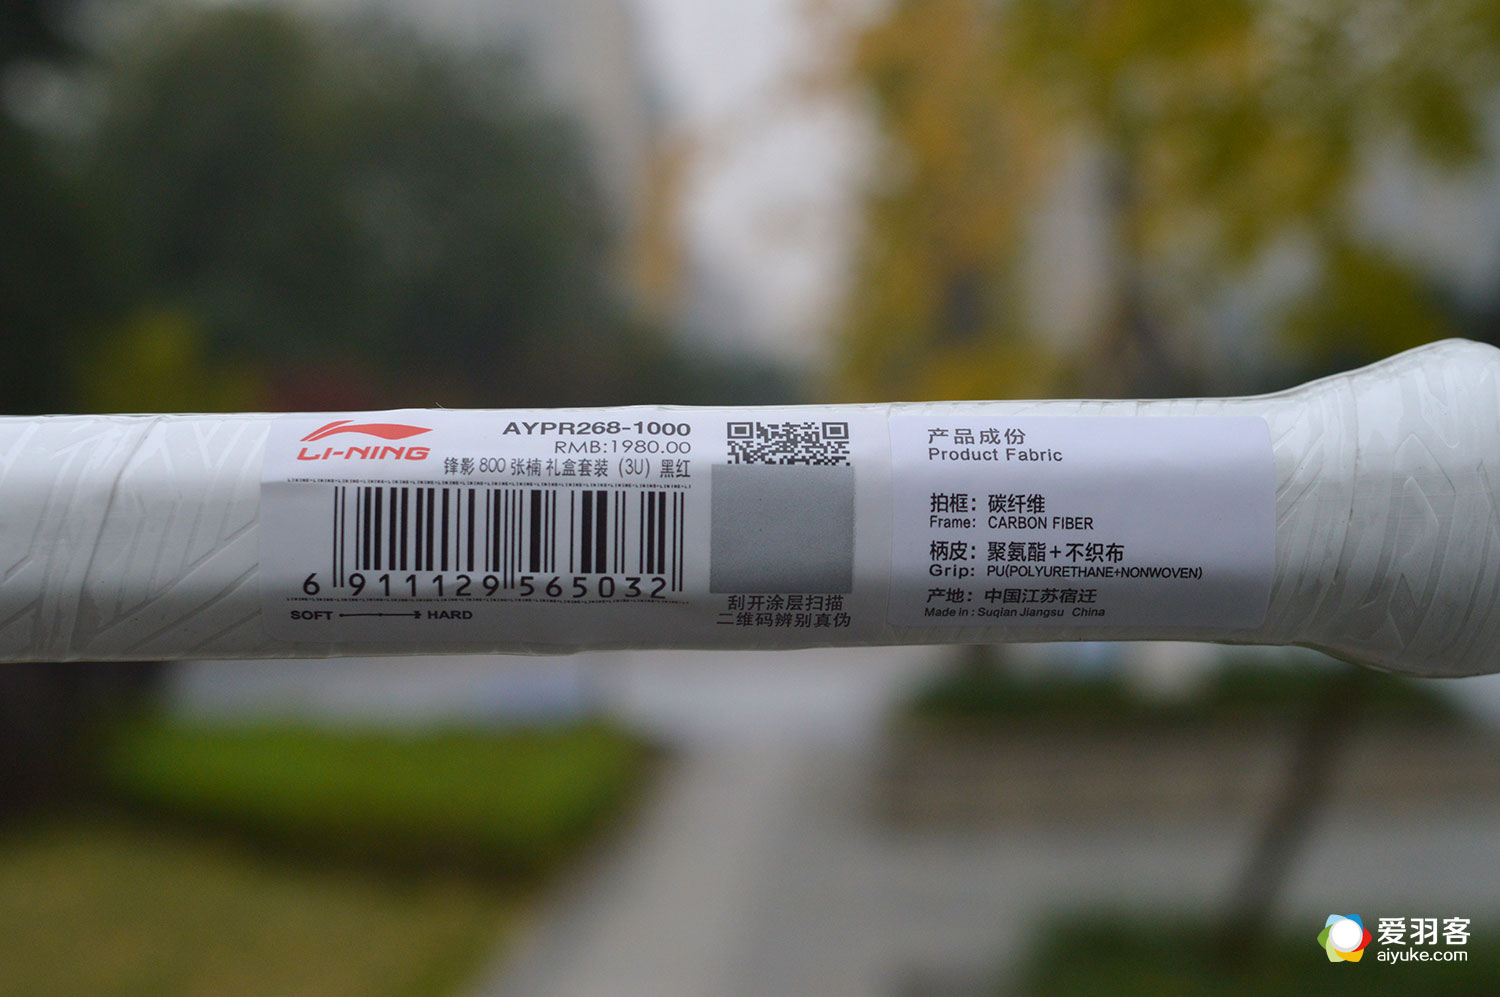 LI-NING
AYPR268-1000
RMB:1980.00
锋影 800 张楠 礼盒套装（3U）黑红
6 911129 565032
SOFT HARD
刮开涂层扫描
二维码辨别真伪
产品成份
Product Fabric
拍框：碳纤维
Frame: CARBON FIBER
柄皮：聚氨酯＋不织布
Grip: PU(POLYURETHANE+NONWOVEN)
产地：中国江苏宿迁
Made in : Suqian Jiangsu China
爱羽客
aiyuke.com